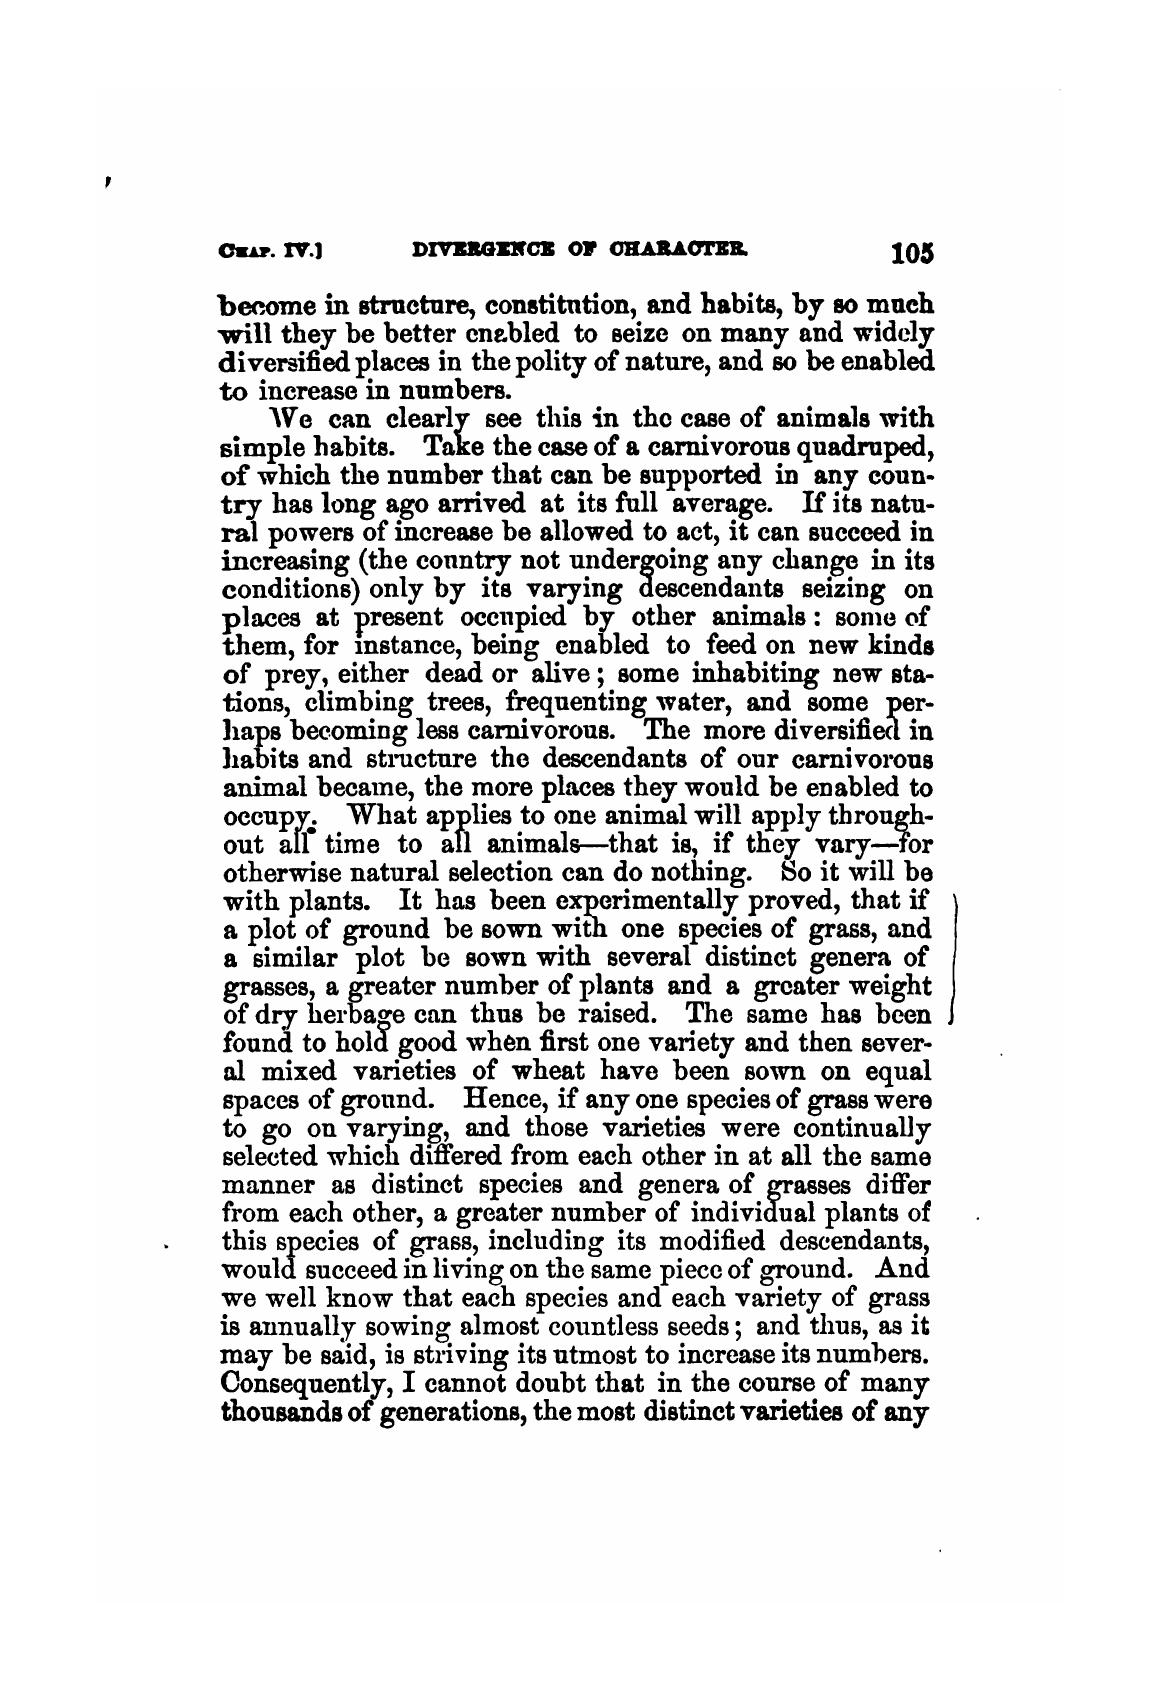 CHAP. IV.] DIVERGENCE OF CHARACTER. 105
become in structure, constitution, and habits, by so much
will they be better enabled to seize on many and widely
diversified places in the polity of nature, and so be enabled
to increase in numbers.
We can clearly see this in the case of animals with
simple habits. Take the case of a carnivorous quadruped,
of which the number that can be supported in any coun-
try has long ago arrived at its full average. If its natu-
ral powers of increase be allowed to act, it can succeed in
increasing (the country not undergoing any change in its
conditions) only by its varying descendants seizing on
places at present occupied by other animals: some of
them, for instance, being enabled to feed on new kinds
of prey, either dead or alive; some inhabiting new sta-
tions, climbing trees, frequenting water, and some per-
haps becoming less carnivorous. The more diversified in
habits and structure the descendants of our carnivorous
animal became, the more places they would be enabled to
occupy. What applies to one animal will apply through-
out all time to all animals—that is, if they vary—for
otherwise natural selection can do nothing. So it will be
with plants. It has been experimentally proved, that if
a plot of ground be sown with one species of grass, and
a similar plot be sown with several distinct genera of
grasses, a greater number of plants and a greater weight
of dry herbage can thus be raised. The same has been
found to hold good when first one variety and then sever-
al mixed varieties of wheat have been sown on equal
spaces of ground. Hence, if any one species of grass were
to go on varying, and those varieties were continually
selected which differed from each other in at all the same
manner as distinct species and genera of grasses differ
from each other, a greater number of individual plants of
this species of grass, including its modified descendants,
would succeed in living on the same piece of ground. And
we well know that each species and each variety of grass
is annually sowing almost countless seeds; and thus, as it
may be said, is striving its utmost to increase its numbers.
Consequently, I cannot doubt that in the course of many
thousands of generations, the most distinct varieties of any